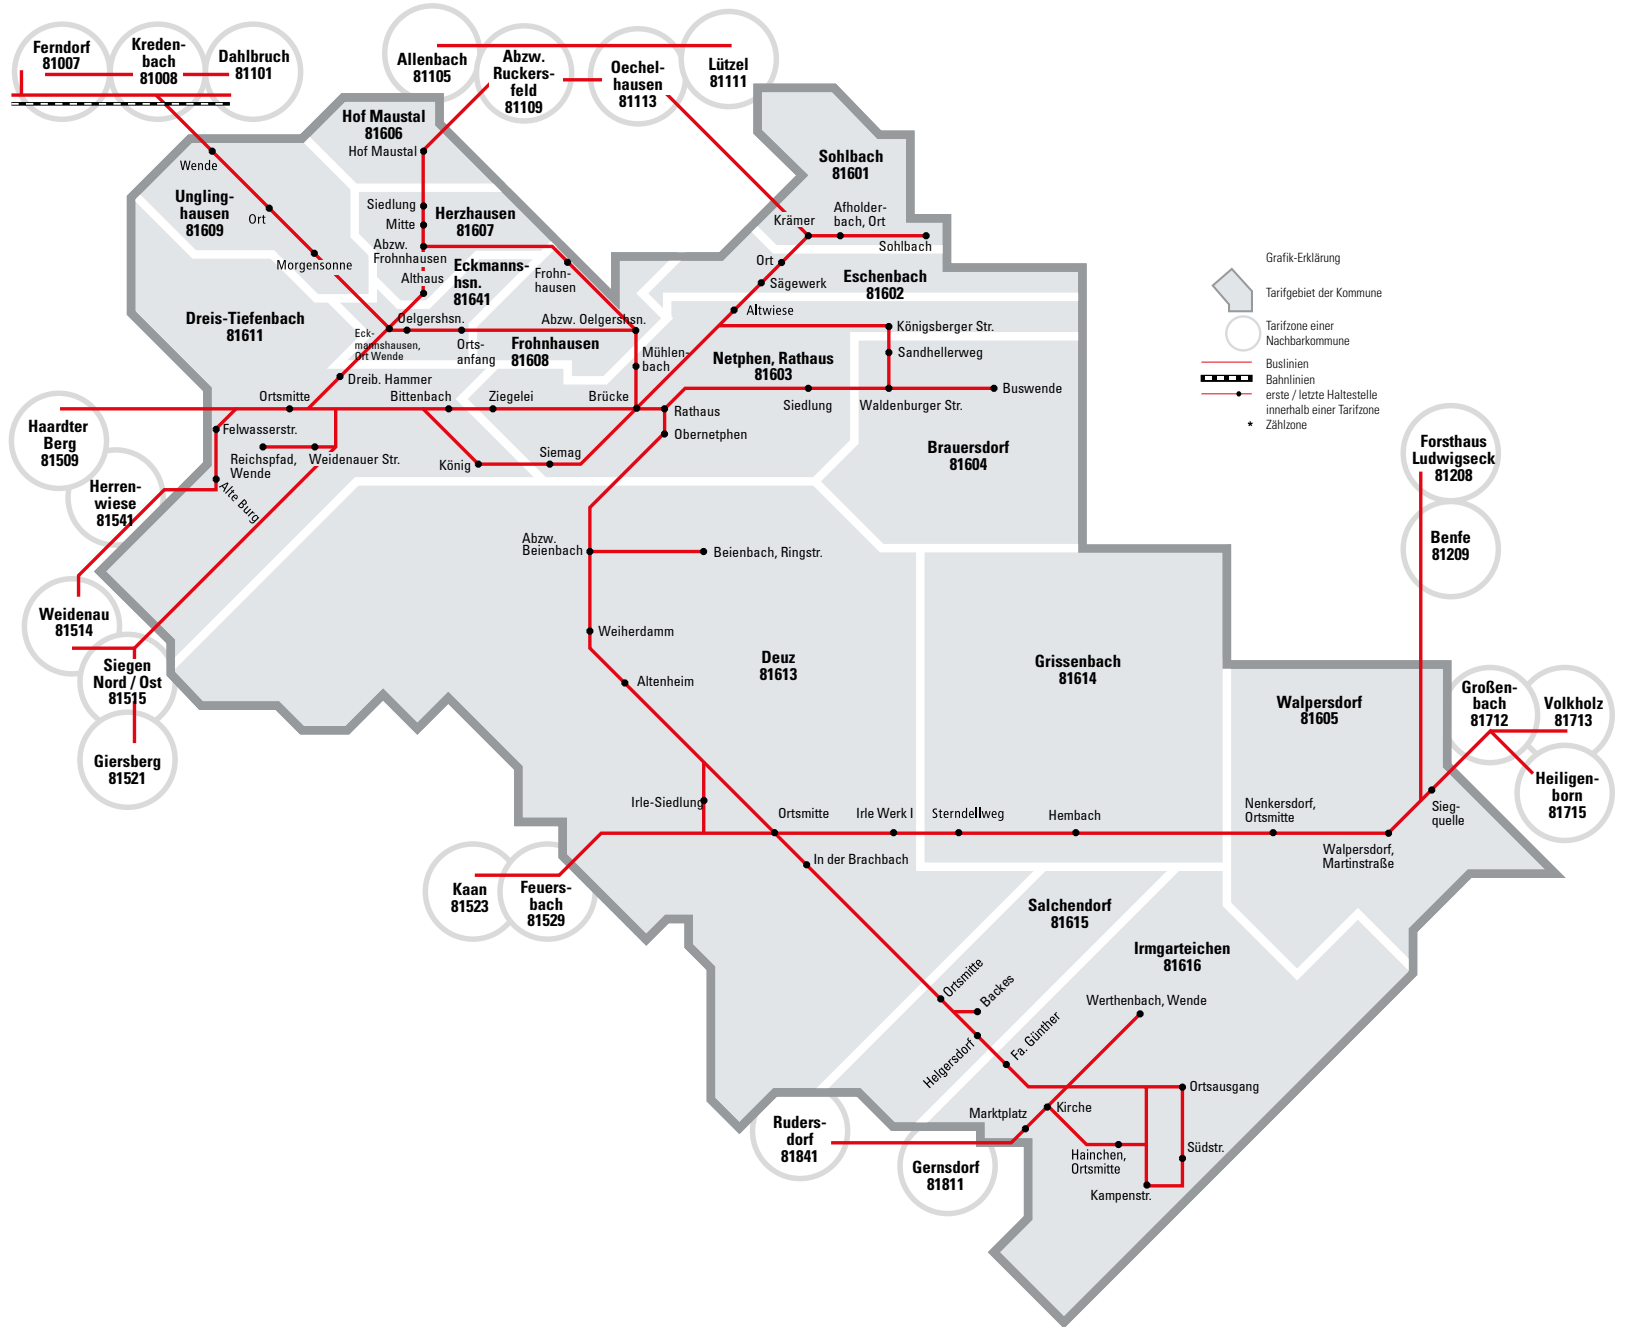 Ferndorf
81007
Kreden-
bach
81008
Dahlbruch
81101
Allenbach
81105
Abzw.
Ruckers-
feld
81109
Oechel-
hausen
81113
Lützel
81111
Hof Maustal
81606
Hof Maustal
Wende
Ungling-
hausen
81609
Ort
Morgensonne
Siedlung
Mitte
Abzw.
Frohnhausen
Althaus
Herzhausen
81607
Eckmanns-
hsn.
81641
Frohn-
hausen
Sohlbach
81601
Krämer
Afholder-
bach, Ort
Sohlbach
Ort
Sägewerk
Altwiese
Eschenbach
81602
Dreis-Tiefenbach
81611
Oelgershsn.
Eck-
mannshausen,
Ort Wende
Orts-
anfang
Abzw. Oelgershsn.
Frohnhausen
81608
Mühlen-
bach
Königsberger Str.
Sandhellerweg
Netphen, Rathaus
81603
Siedlung
Waldenburger Str.
Buswende
Dreib. Hammer
Ortsmitte
Bittenbach
Ziegelei
Brücke
Rathaus
Obernetphen
Haardter
Berg
81509
Felwasserstr.
Reichspfad,
Wende
Weidenauer Str.
König
Siemag
Brauersdorf
81604
Herren-
wiese
81541
Alte Burg
Weidenau
81514
Siegen
Nord / Ost
81515
Giersberg
81521
Abzw.
Beienbach
Beienbach, Ringstr.
Weiherdamm
Altenheim
Deuz
81613
Grissenbach
81614
Walpersdorf
81605
Irle-Siedlung
Ortsmitte
Irle Werk I
Sterndellweg
Hembach
Nenkersdorf,
Ortsmitte
Walpersdorf,
Martinstraße
Sieg-
quelle
In der Brachbach
Kaan
81523
Feuers-
bach
81529
Salchendorf
81615
Irmgarteichen
81616
Ortsmitte
Backes
Helgersdorf
Fa. Günther
Werthenbach, Wende
Ortsausgang
Kirche
Marktplatz
Hainchen,
Ortsmitte
Südstr.
Kampenstr.
Ruders-
dorf
81841
Gernsdorf
81811
Forsthaus
Ludwigseck
81208
Benfe
81209
Großen-
bach
81712
Volkholz
81713
Heiligen-
born
81715
Grafik-Erklärung
Tarifgebiet der Kommune
Tarifzone einer
Nachbarkommune
Buslinien
Bahnlinien
erste / letzte Haltestelle
innerhalb einer Tarifzone
* Zählzone